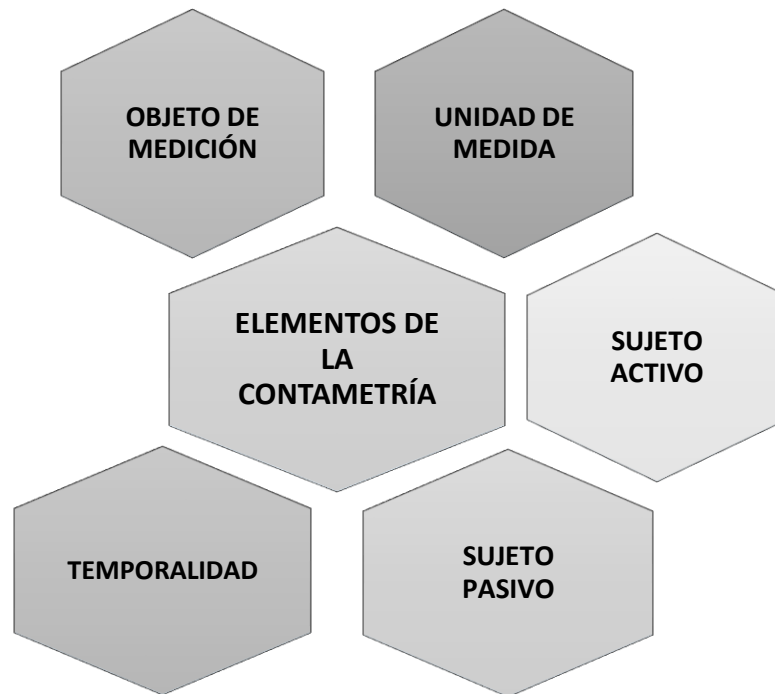 OBJETO DE
MEDICIÓN
UNIDAD DE
MEDIDA
ELEMENTOS DE
LA
CONTAMETRÍA
SUJETO
ACTIVO
TEMPORALIDAD
SUJETO
PASIVO